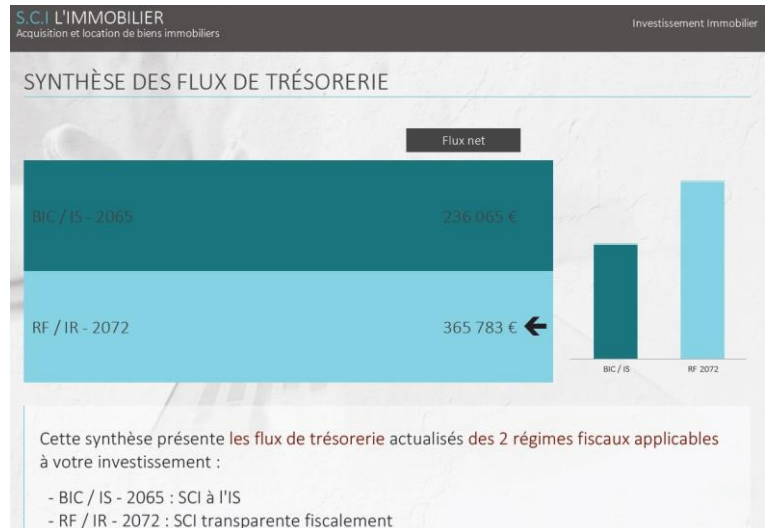 S.C.I L'IMMOBILIER
Acquisition et location de biens immobiliers
Investissement Immobilier
SYNTHÈSE DES FLUX DE TRÉSORERIE
Flux net
BIC / IS - 2065 236 065 €
RF / IR - 2072 365 783 €
BIC / IS RF 2072
Cette synthèse présente les flux de trésorerie actualisés des 2 régimes fiscaux applicables
à votre investissement :
- BIC / IS - 2065 : SCI à l'IS
- RF / IR - 2072 : SCI transparente fiscalement